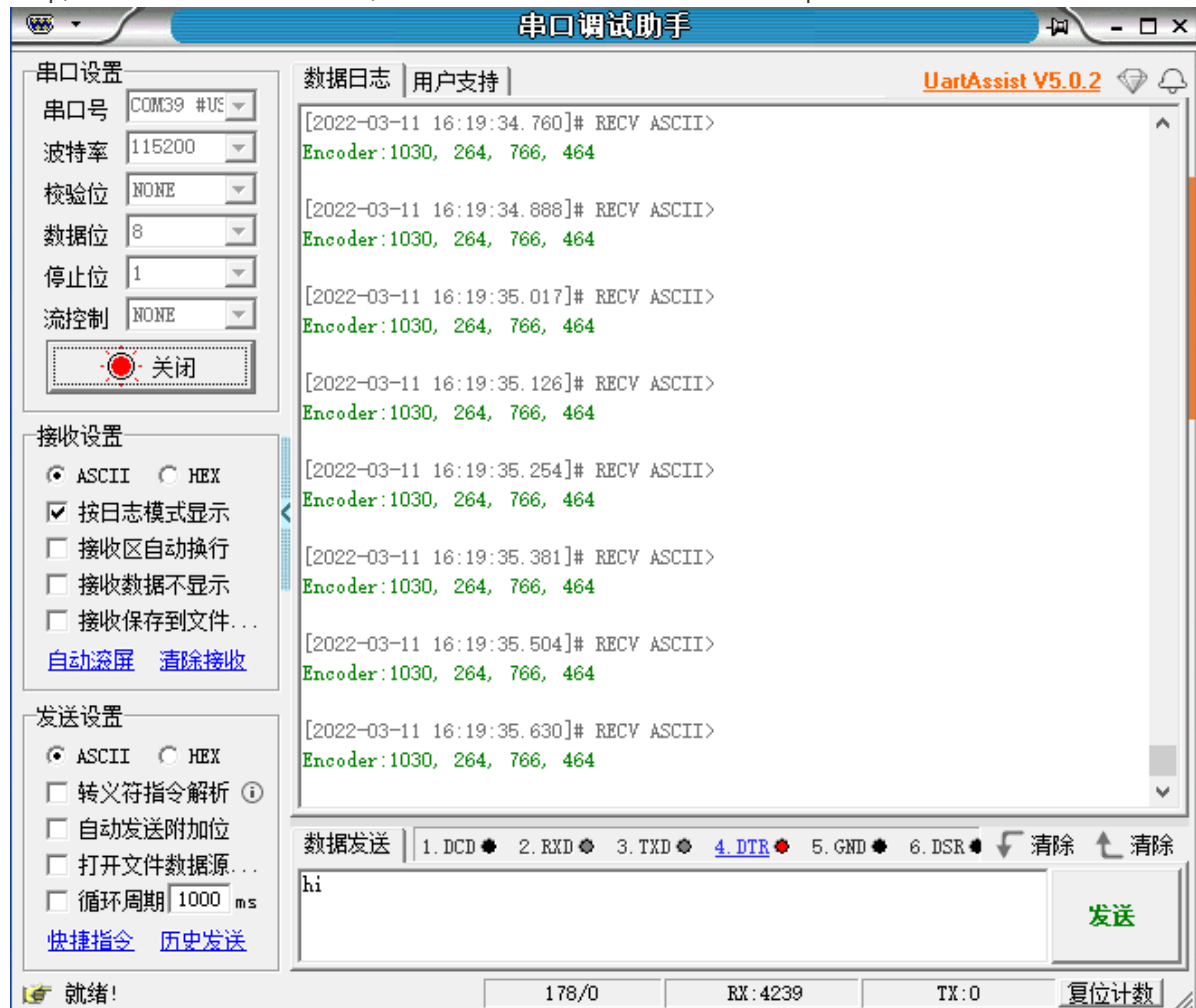 串口调试助手
串口设置
串口号 COM39 #US
波特率 115200
校验位 NONE
数据位 8
停止位 1
流控制 NONE
关闭
接收设置
ASCII HEX
按日志模式显示
接收区自动换行
接收数据不显示
接收保存到文件...
自动滚屏 清除接收
发送设置
ASCII HEX
转义符指令解析
自动发送附加位
打开文件数据源...
循环周期 1000 ms
快捷指令 历史发送
数据日志 用户支持 UartAssist V5.0.2
[2022-03-11 16:19:34.760]# RECV ASCII>
Encoder:1030, 264, 766, 464
[2022-03-11 16:19:34.888]# RECV ASCII>
Encoder:1030, 264, 766, 464
[2022-03-11 16:19:35.017]# RECV ASCII>
Encoder:1030, 264, 766, 464
[2022-03-11 16:19:35.126]# RECV ASCII>
Encoder:1030, 264, 766, 464
[2022-03-11 16:19:35.254]# RECV ASCII>
Encoder:1030, 264, 766, 464
[2022-03-11 16:19:35.381]# RECV ASCII>
Encoder:1030, 264, 766, 464
[2022-03-11 16:19:35.504]# RECV ASCII>
Encoder:1030, 264, 766, 464
[2022-03-11 16:19:35.630]# RECV ASCII>
Encoder:1030, 264, 766, 464
数据发送 1.DCD 2.RXD 3.TXD 4.DTR 5.GND 6.DSR 清除 清除
hi
发送
就绪! 178/0 RX:4239 TX:0 复位计数